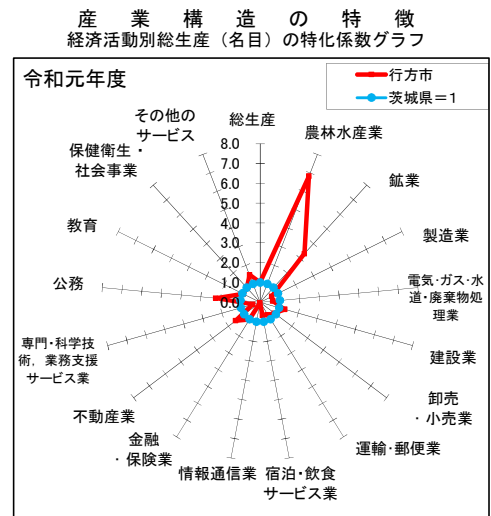 産業構造の特徴
経済活動別総生産（名目）の特化係数グラフ
令和元年度
行方市
茨城県＝1
総生産
農林水産業
鉱業
製造業
電気･ガス･水
道･廃棄物処
理業
建設業
卸売
・小売業
運輸･郵便業
宿泊・飲食
サービス業
情報通信業
金融
・保険業
不動産業
専門・科学技
術，業務支援
サービス業
公務
教育
保健衛生・
社会事業
その他の
サービス
8.0
7.0
6.0
5.0
4.0
3.0
2.0
1.0
0.0